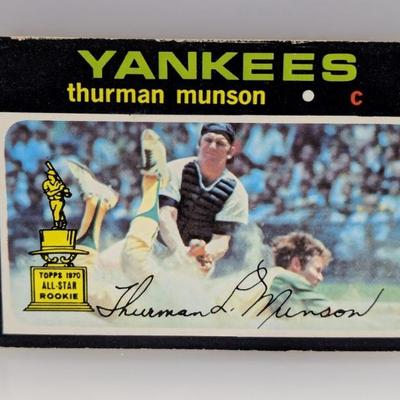 YANKEES
thurman munson • c
TOPPS 1970
ALL-STAR
ROOKIE
Thurman L. Munson